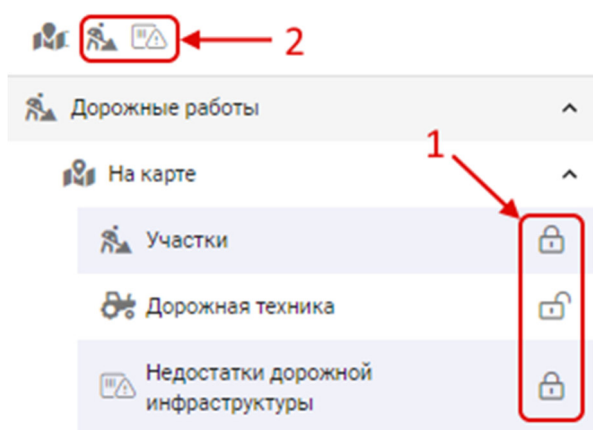 2
Дорожные работы
1
На карте
Участки
Дорожная техника
Недостатки дорожной
инфраструктуры